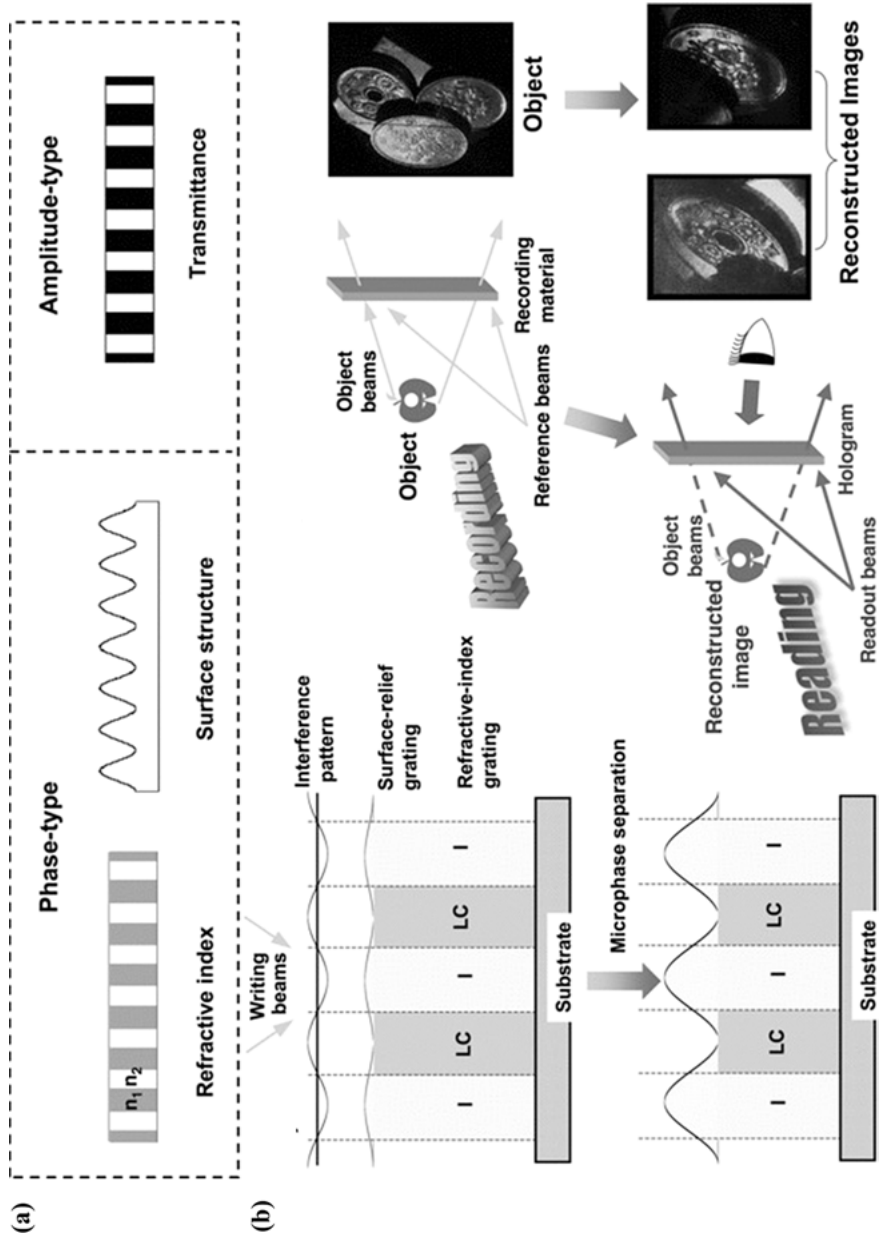 (a)
Phase-type
Amplitude-type
n1 n2
Refractive index
Surface structure
Transmittance
(b)
Writing
beams
Interference
pattern
Surface-relief
grating
Refractive-index
grating
I
LC
I
LC
I
Substrate
Microphase separation
I
LC
I
LC
I
Substrate
Recording
Object
Object
beams
Reference beams
Recording
material
Object
Reading
Reconstructed
image
Object
beams
Readout beams
Hologram
Reconstructed Images